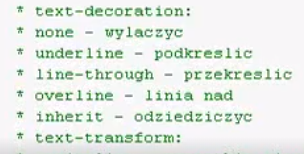 * text-decoration:
* none - wylaczyc
* underline - podkreslic
* line-through - przekreslic
* overline - linia nad
* inherit - odziedziczyc
* text-transform: